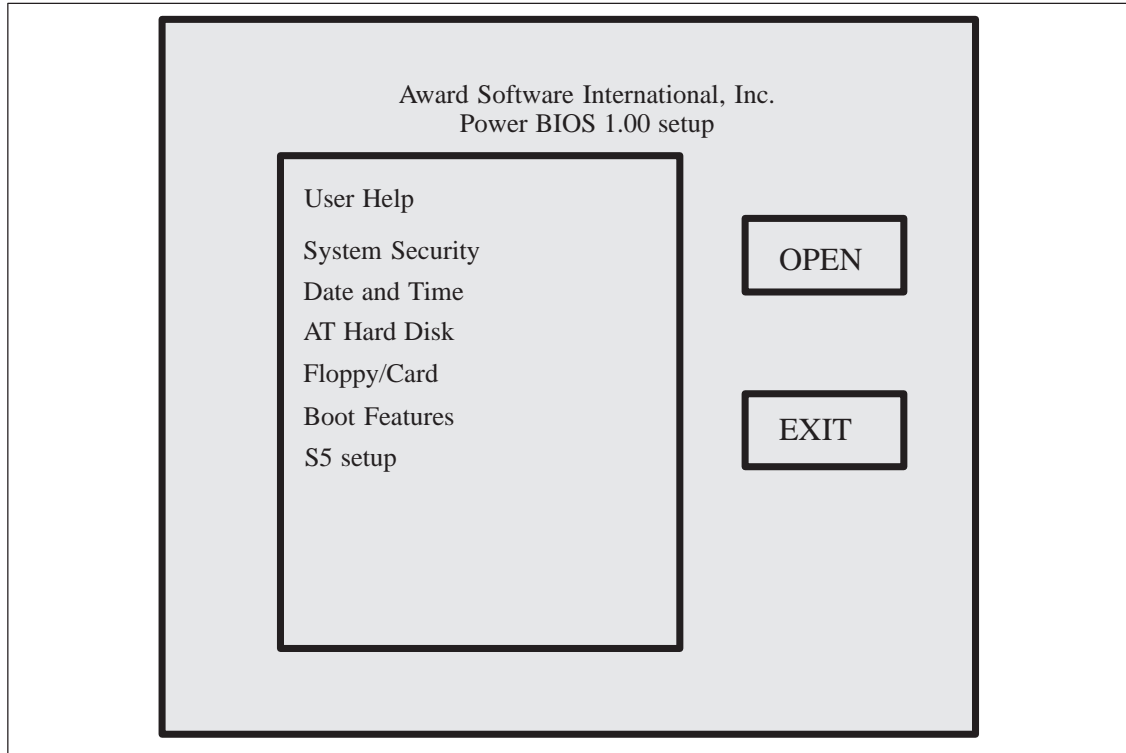 Award Software International, Inc.
Power BIOS 1.00 setup
User Help
System Security
Date and Time
AT Hard Disk
Floppy/Card
Boot Features
S5 setup
OPEN
EXIT